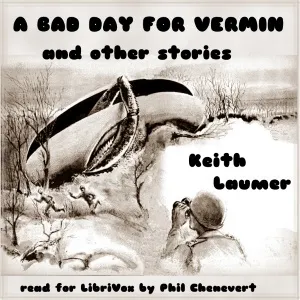 A BAD DAY FOR VERMIN
and other stories
Keith
Laumer
read for LibriVox by Phil Chenevert